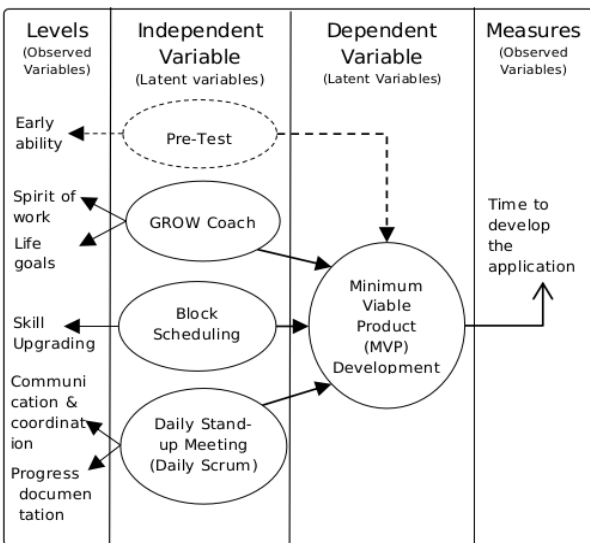 Levels
(Observed
Variables)
Independent
Variable
(Latent variables)
Dependent
Variable
(Latent Variables)
Measures
(Observed
Variables)
Early
ability
Pre-Test
Spirit of
work
Life
goals
GROW Coach
Time to
develop
the
application
Minimum
Viable
Product
(MVP)
Development
Skill
Upgrading
Block
Scheduling
Communi
cation &
coordinat
ion
Progress
documen
tation
Daily Stand-
up Meeting
(Daily Scrum)